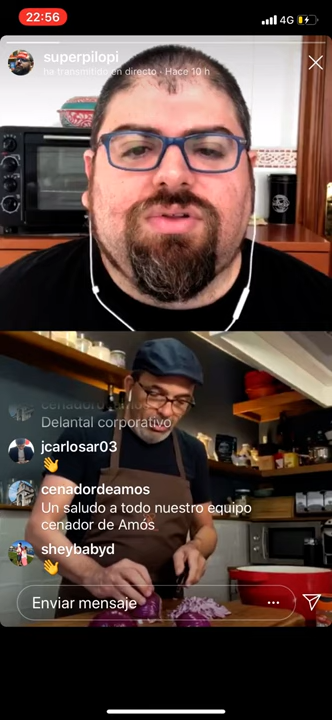 22:56
4G
superpilopi
ha transmitido en directo · Hace 10 h
cenadordeamos
Delantal corporativo
jcarlosar03
👋
cenadordeamos
Un saludo a todo nuestro equipo
cenador de Amós
sheybabyd
👋
Enviar mensaje